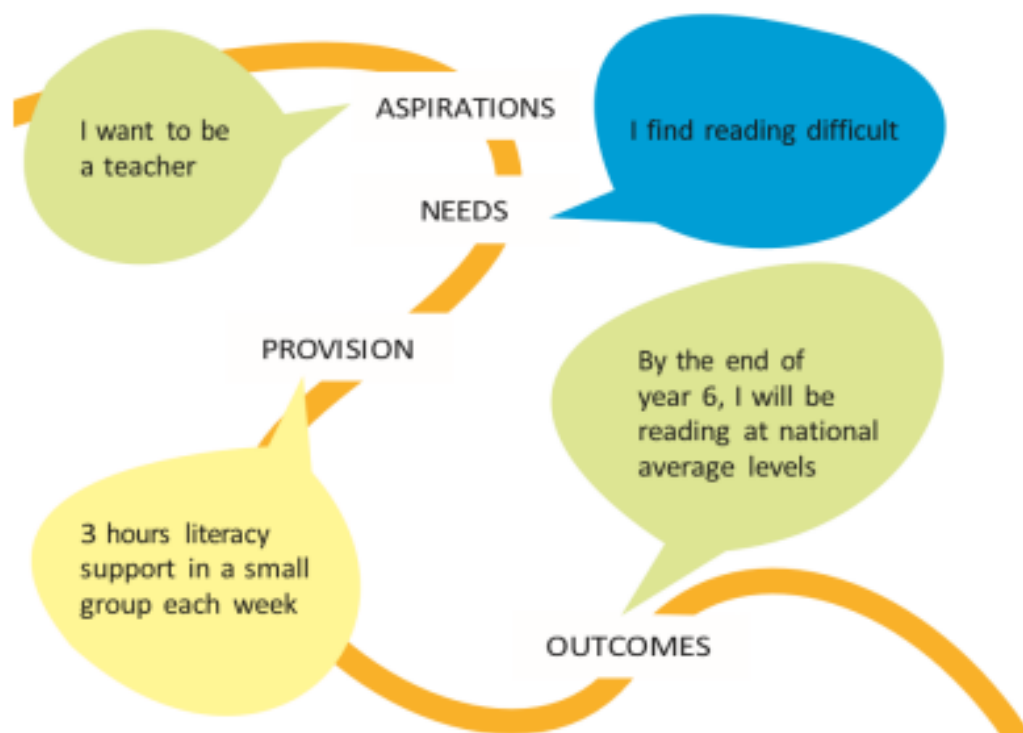 I want to be
a teacher
ASPIRATIONS
I find reading difficult
NEEDS
PROVISION
3 hours literacy
support in a small
group each week
By the end of
year 6, I will be
reading at national
average levels
OUTCOMES